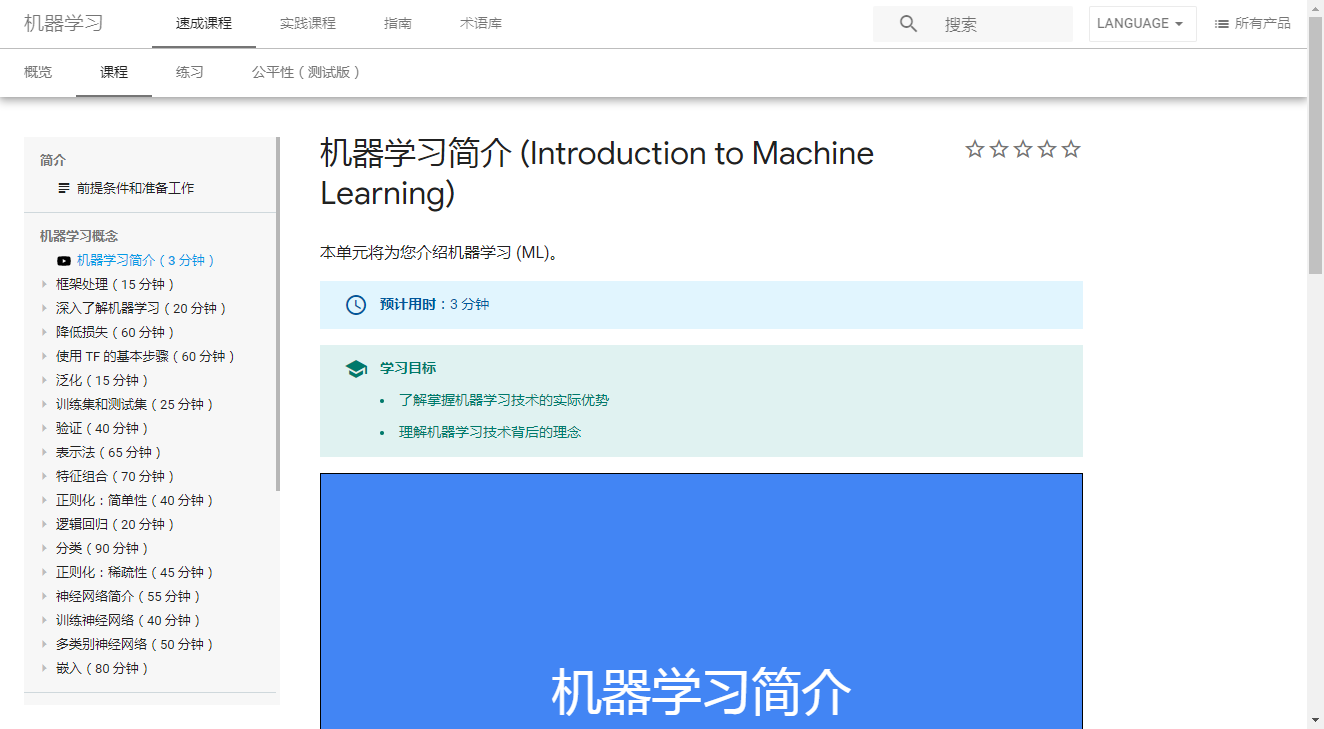 机器学习 速成课程 实践课程 指南 术语库 搜索 LANGUAGE 所有产品
概览 课程 练习 公平性（测试版）
简介
前提条件和准备工作
机器学习概念
机器学习简介（3 分钟）
框架处理（15 分钟）
深入了解机器学习（20 分钟）
降低损失（60 分钟）
使用 TF 的基本步骤（60 分钟）
泛化（15 分钟）
训练集和测试集（25 分钟）
验证（40 分钟）
表示法（65 分钟）
特征组合（70 分钟）
正则化：简单性（40 分钟）
逻辑回归（20 分钟）
分类（90 分钟）
正则化：稀疏性（45 分钟）
神经网络简介（55 分钟）
训练神经网络（40 分钟）
多类别神经网络（50 分钟）
嵌入（80 分钟）
机器学习简介 (Introduction to Machine
Learning)
本单元将为您介绍机器学习 (ML)。
预计用时：3 分钟
学习目标
了解掌握机器学习技术的实际优势
理解机器学习技术背后的理念
机器学习简介